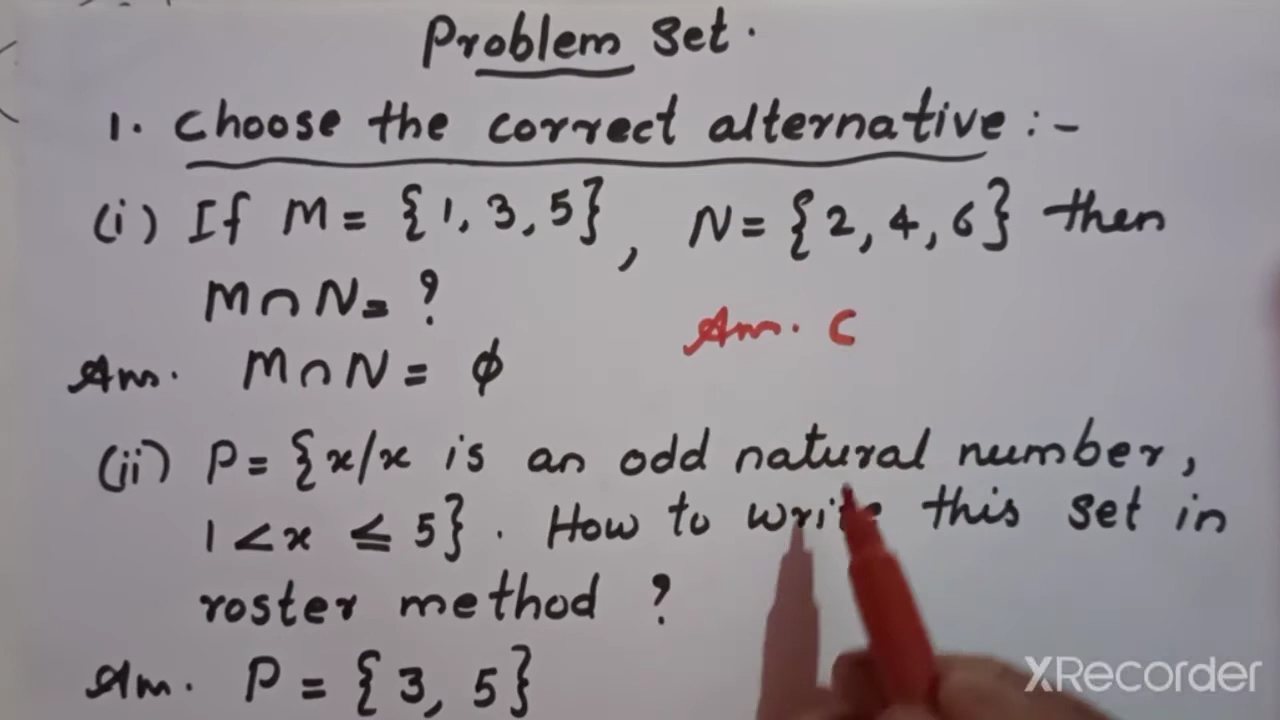 Problem Set.
1. Choose the correct alternative :-
(i) If M = {1, 3, 5}, N = {2, 4, 6} then
M ∩ N = ?
Ans. C
Ans. M ∩ N = ϕ
(ii) P = {x/x is an odd natural number,
1 < x ≤ 5}. How to write this set in
roster method ?
Ans. P = {3, 5}
XRecorder